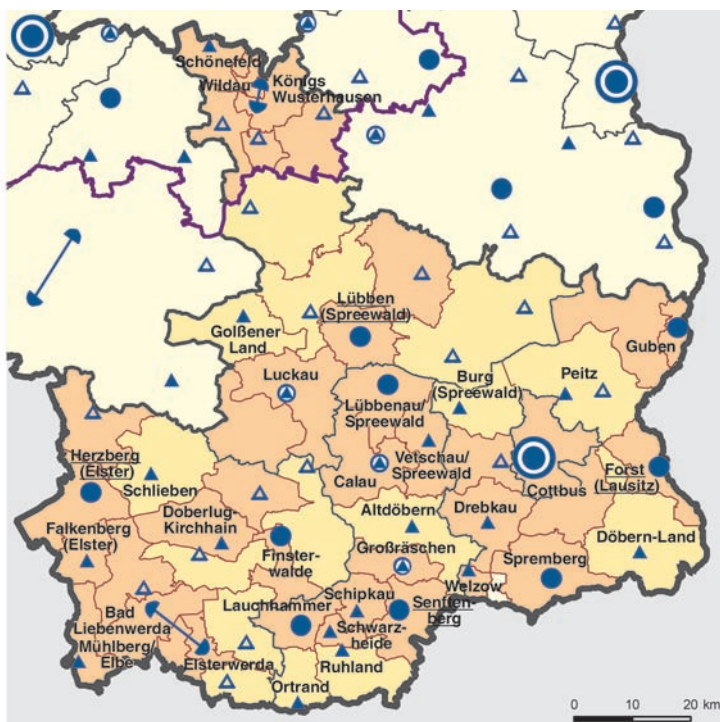 Schönefeld
Wildau
Königs
Wusterhausen
Lübben
(Spreewald)
Golßener
Land
Guben
Luckau
Burg
(Spreewald)
Peitz
Lübbenau/
Spreewald
Vetschau/
Spreewald
Calau
Cottbus
Forst
(Lausitz)
Herzberg
(Elster)
Schlieben
Doberlug-
Kirchhain
Altdöbern
Drebkau
Falkenberg
(Elster)
Finster-
walde
Großräschen
Spremberg
Döbern-Land
Welzow
Bad
Liebenwerda
Mühlberg/
Elbe
Lauchhammer
Schipkau
Senften-
berg
Schwarz-
heide
Elsterwerda
Ruhland
Ortrand
0 10 20 km